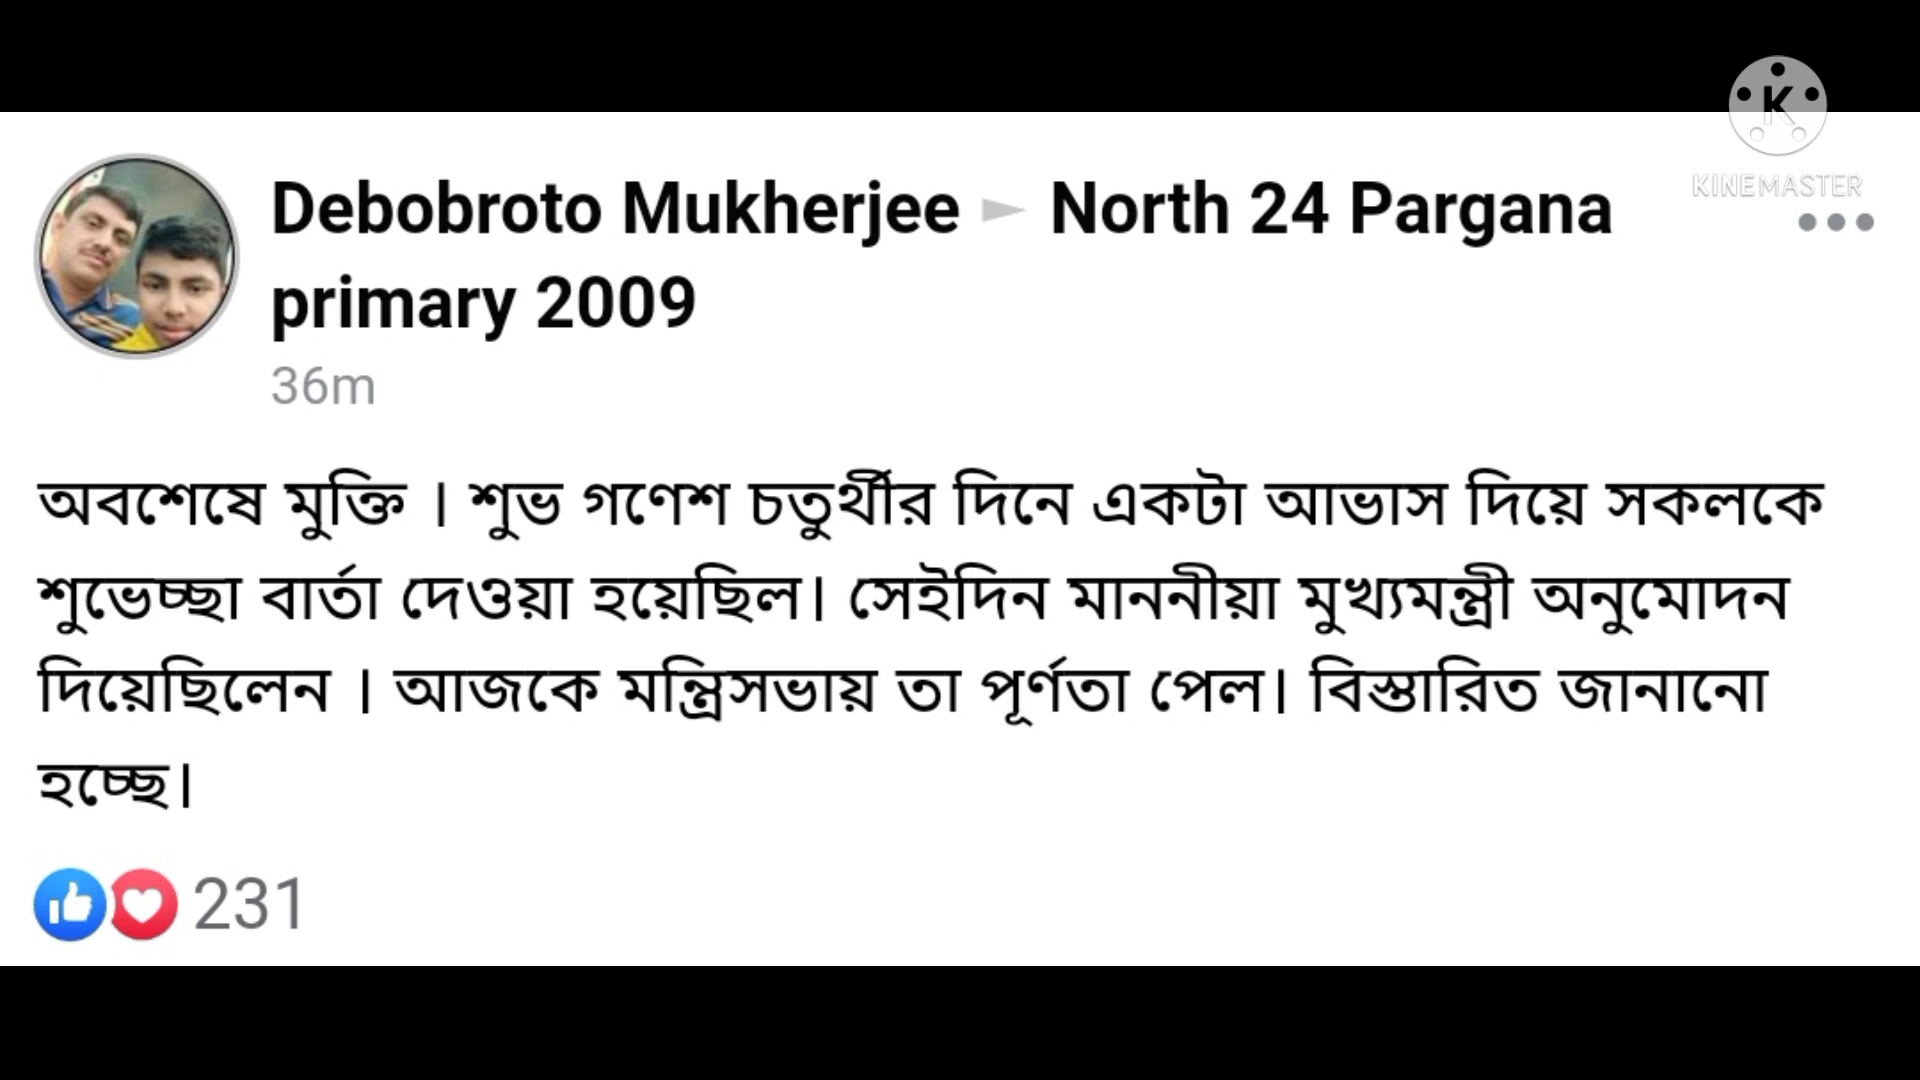 K
KINEMASTER
Debobroto Mukherjee ► North 24 Pargana
primary 2009
36m
অবশেষে মুক্তি । শুভ গণেশ চতুর্থীর দিনে একটা আভাস দিয়ে সকলকে
শুভেচ্ছা বার্তা দেওয়া হয়েছিল। সেইদিন মাননীয়া মুখ্যমন্ত্রী অনুমোদন
দিয়েছিলেন । আজকে মন্ত্রিসভায় তা পূর্ণতা পেল। বিস্তারিত জানানো
হচ্ছে।
231